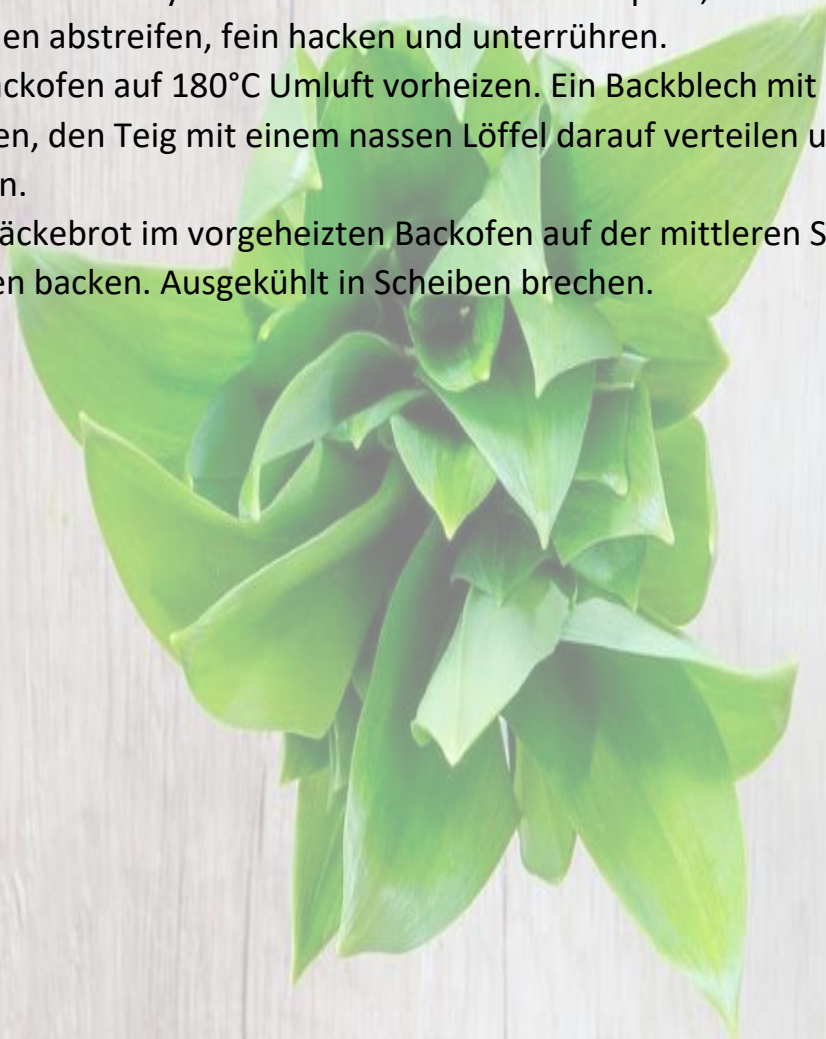 en abstreifen, fein hacken und unterrühren.
ckofen auf 180°C Umluft vorheizen. Ein Backblech mit
en, den Teig mit einem nassen Löffel darauf verteilen u
n.
äckebrot im vorgeheizten Backofen auf der mittleren S
en backen. Ausgekühlt in Scheiben brechen.